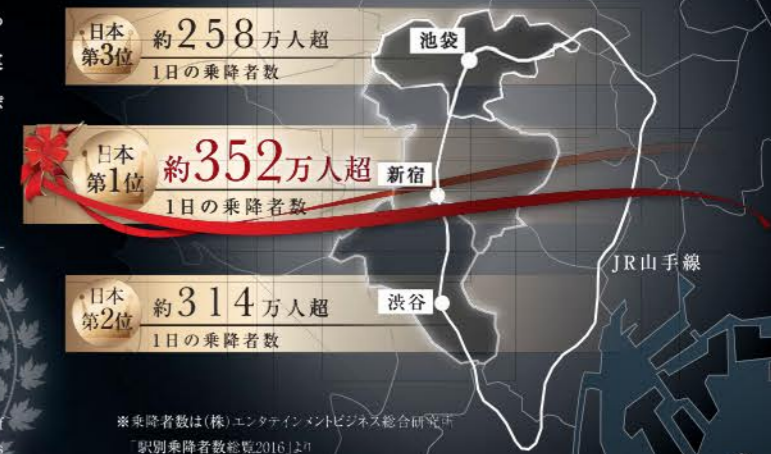 日本
第3位
約258万人超
1日の乗降者数
池袋
日本
第1位
約352万人超
1日の乗降者数
新宿
JR山手線
日本
第2位
約314万人超
1日の乗降者数
渋谷
※乗降者数は(株)エンタテインメントビジネス総合研究所
「駅別乗降者数総覧2016」より